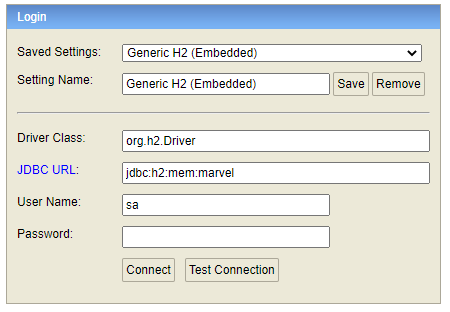 Login
Saved Settings: Generic H2 (Embedded)
Setting Name: Generic H2 (Embedded) Save Remove
Driver Class: org.h2.Driver
JDBC URL: jdbc:h2:mem:marvel
User Name: sa
Password:
Connect Test Connection